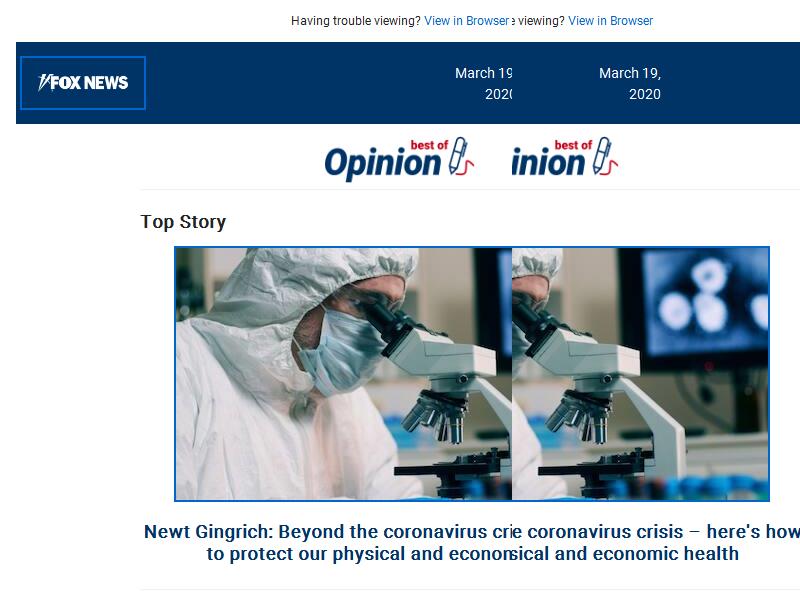 Having trouble viewing? View in Browser e viewing? View in Browser
FOX NEWS
March 19 March 19,
2020 2020
best of best of
Opinion inion
Top Story
Newt Gingrich: Beyond the coronavirus crie coronavirus crisis – here's how
to protect our physical and economsical and economic health